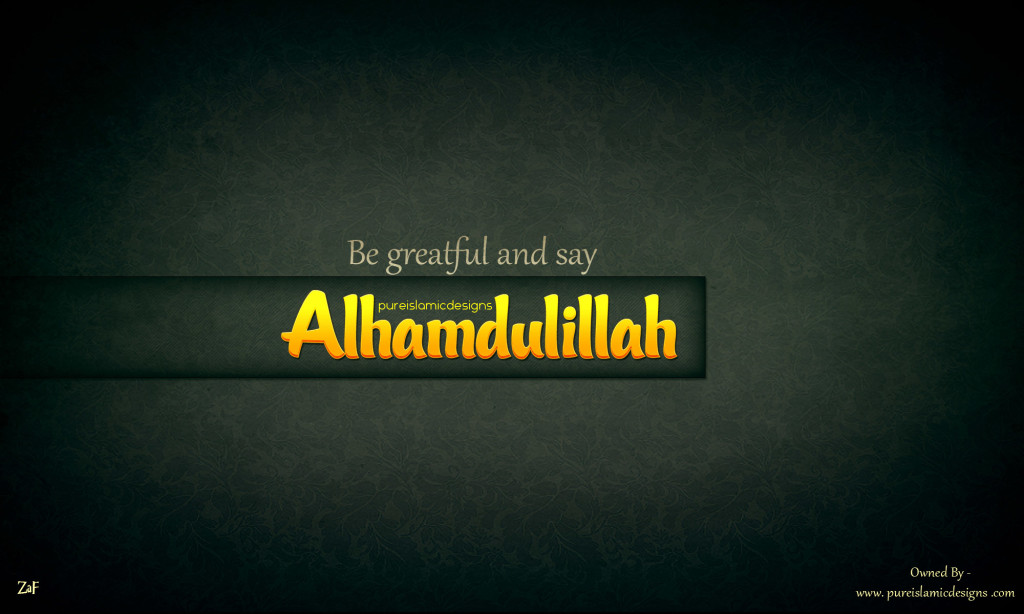 Be greatful and say
pureislamicdesigns
Alhamdulillah
ZaF
Owned By -
www. pureislamicdesigns .com